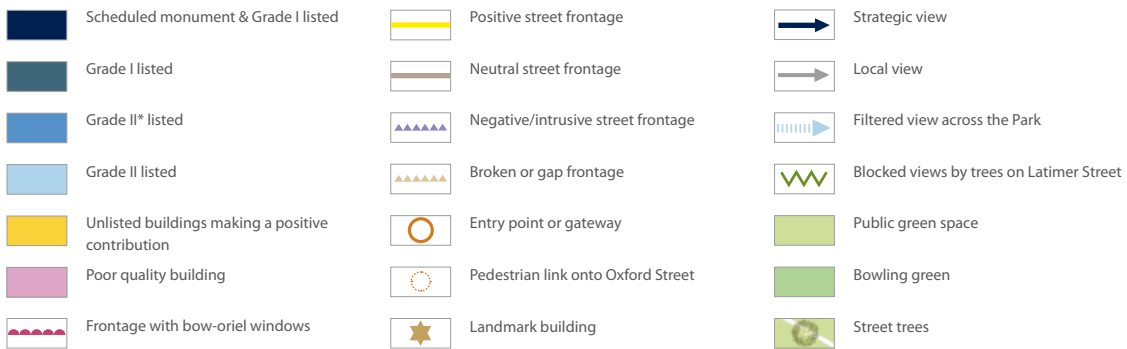 Scheduled monument & Grade I listed
Grade I listed
Grade II* listed
Grade II listed
Unlisted buildings making a positive
contribution
Poor quality building
Frontage with bow-oriel windows
Positive street frontage
Neutral street frontage
Negative/intrusive street frontage
Broken or gap frontage
Entry point or gateway
Pedestrian link onto Oxford Street
Landmark building
Strategic view
Local view
Filtered view across the Park
Blocked views by trees on Latimer Street
Public green space
Bowling green
Street trees